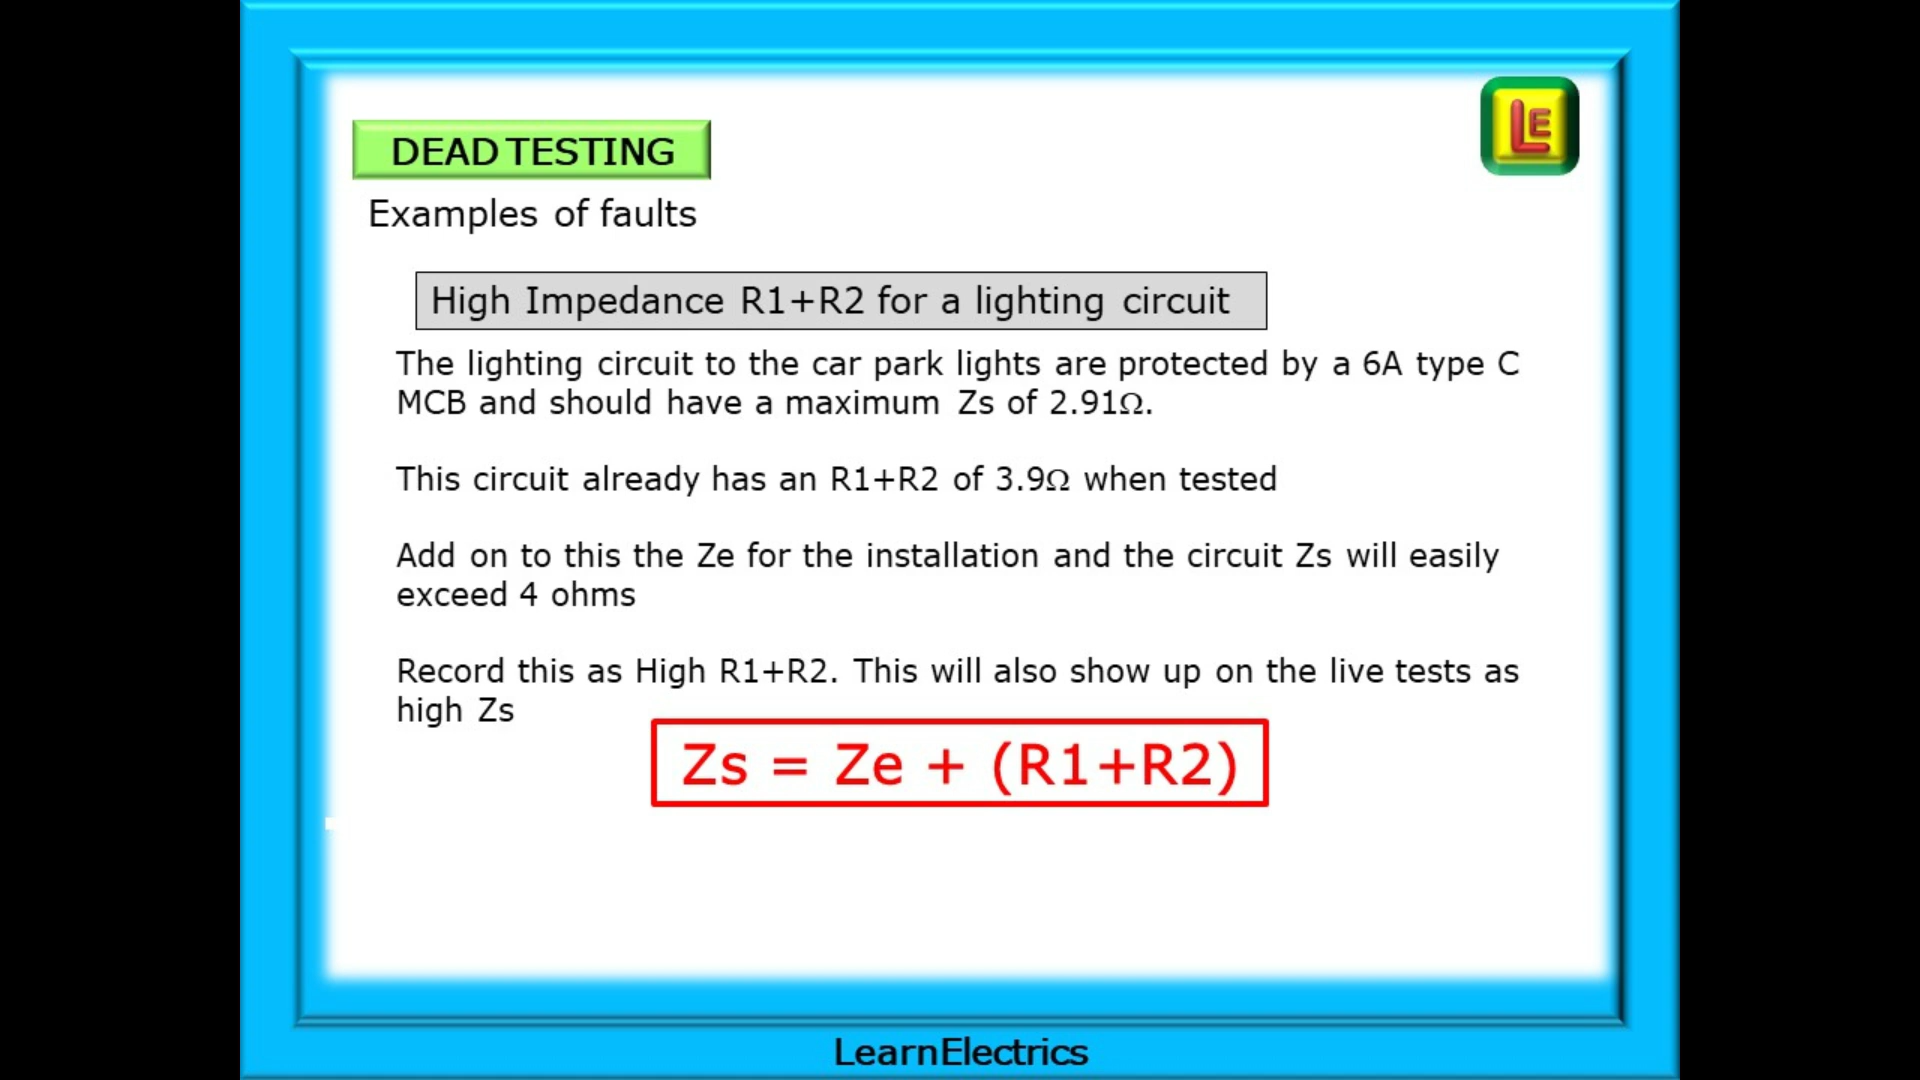 LE
DEAD TESTING
Examples of faults
High Impedance R1+R2 for a lighting circuit
The lighting circuit to the car park lights are protected by a 6A type C
MCB and should have a maximum Zs of 2.91Ω.
This circuit already has an R1+R2 of 3.9Ω when tested
Add on to this the Ze for the installation and the circuit Zs will easily
exceed 4 ohms
Record this as High R1+R2. This will also show up on the live tests as
high Zs
Zs = Ze + (R1+R2)
LearnElectrics